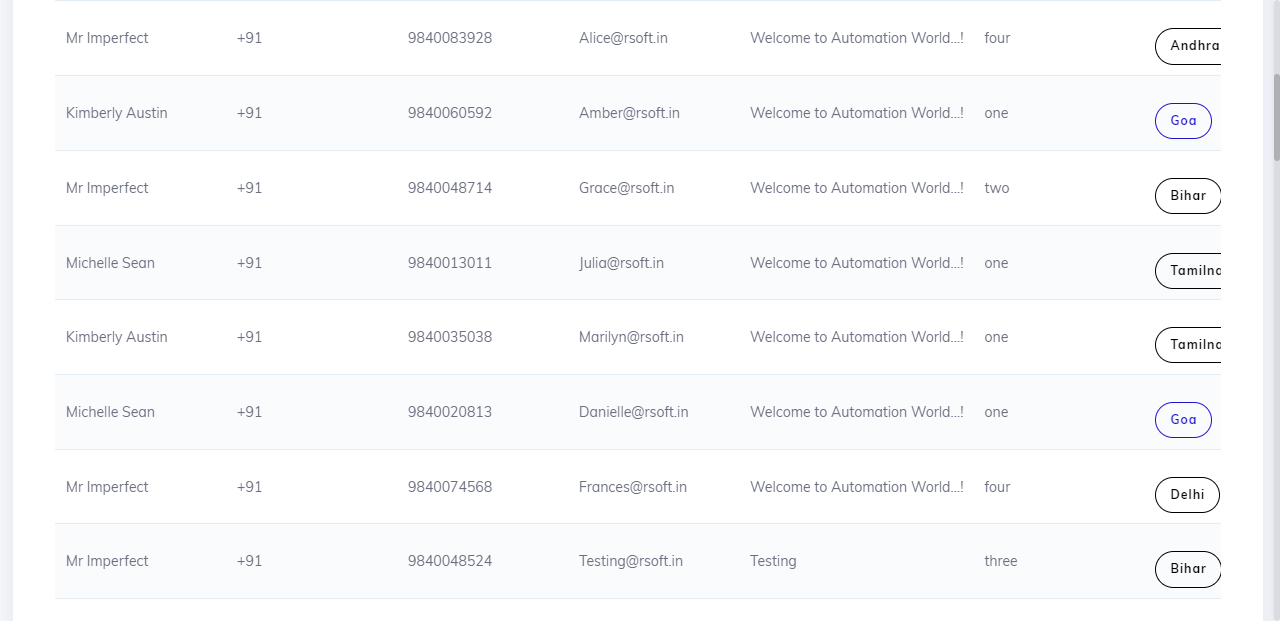 Mr Imperfect +91 9840083928 Alice@rsoft.in Welcome to Automation World...! four Andhra
Kimberly Austin +91 9840060592 Amber@rsoft.in Welcome to Automation World...! one Goa
Mr Imperfect +91 9840048714 Grace@rsoft.in Welcome to Automation World...! two Bihar
Michelle Sean +91 9840013011 Julia@rsoft.in Welcome to Automation World...! one Tamilna
Kimberly Austin +91 9840035038 Marilyn@rsoft.in Welcome to Automation World...! one Tamilna
Michelle Sean +91 9840020813 Danielle@rsoft.in Welcome to Automation World...! one Goa
Mr Imperfect +91 9840074568 Frances@rsoft.in Welcome to Automation World...! four Delhi
Mr Imperfect +91 9840048524 Testing@rsoft.in Testing three Bihar